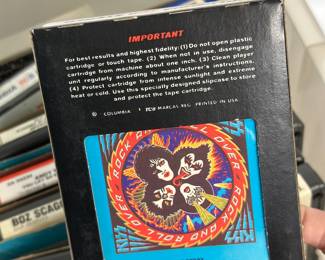 IMPORTANT
For best results and highest fidelity: (1) Do not open plastic
cartridge or touch tape. (2) When not in use, disengage
cartridge from machine about one inch. (3) Clean player
unit regularly according to manufacturer's instructions.
(4) Protect cartridge from intense sunlight and extreme
heat or cold. Use this specially designed slipcase to store
and protect the tape cartridge.
© COLUMBIA MARCAS REG. PRINTED IN U.S.A.
ROCK AND ROLL OVER
ROCK AND ROLL OVER
KISS
KISS
BOZ SCAGG